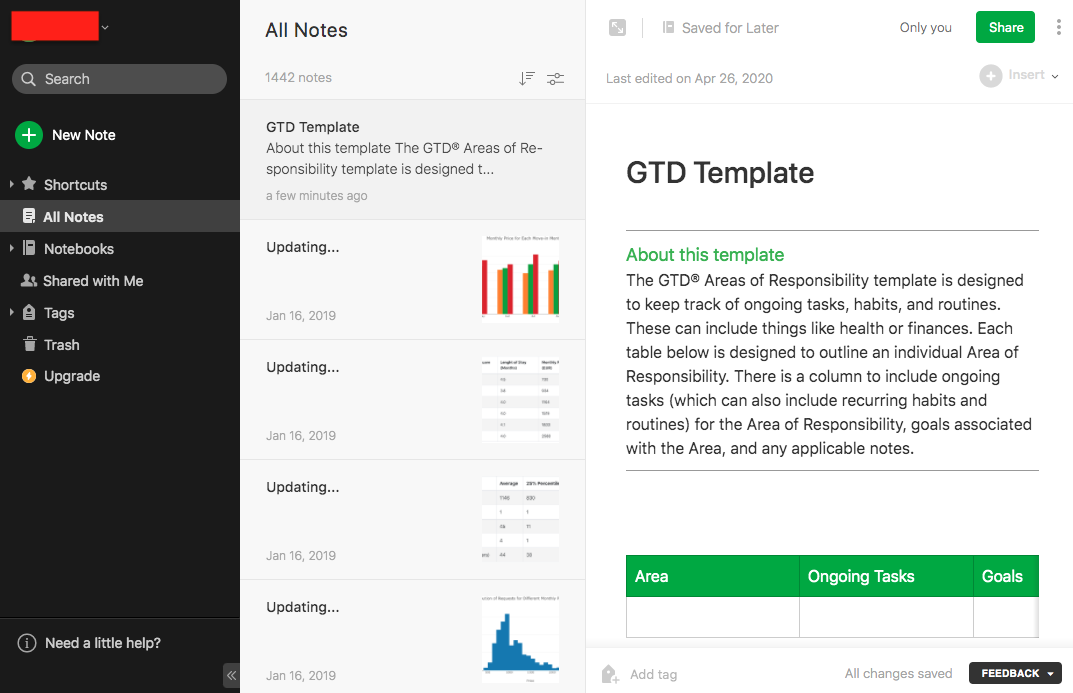 Search
New Note
Shortcuts
All Notes
Notebooks
Shared with Me
Tags
Trash
Upgrade
Need a little help?
All Notes
1442 notes
GTD Template
About this template The GTD® Areas of Re-
sponsibility template is designed t...
a few minutes ago
Updating...
Jan 16, 2019
Updating...
Jan 16, 2019
Updating...
Average
Jan 16, 2019
Updating...
Jan 16, 2019
Saved for Later
Only you
Share
Last edited on Apr 26, 2020
Insert
GTD Template
About this template
The GTD® Areas of Responsibility template is designed
to keep track of ongoing tasks, habits, and routines.
These can include things like health or finances. Each
table below is designed to outline an individual Area of
Responsibility. There is a column to include ongoing
tasks (which can also include recurring habits and
routines) for the Area of Responsibility, goals associated
with the Area, and any applicable notes.
Area Ongoing Tasks Goals
Add tag
All changes saved
FEEDBACK